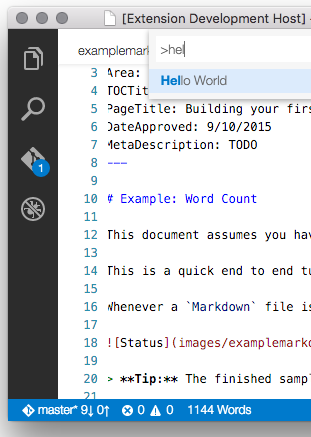 [Extension Development Host] -
examplemar
>hel
Hello World
3 Area:
4 TOCTit
5 PageTitle: Building your firs
6 DateApproved: 9/10/2015
7 MetaDescription: TODO
8 ---
9
10 # Example: Word Count
11
12 This document assumes you hav
13
14 This is a quick end to end tu
15
16 Whenever a `Markdown` file is
17
18 ![Status](images/examplemarkd
19
20 > **Tip:** The finished sampl
1
master* 9↓ 0↑ 0 0 1144 Words